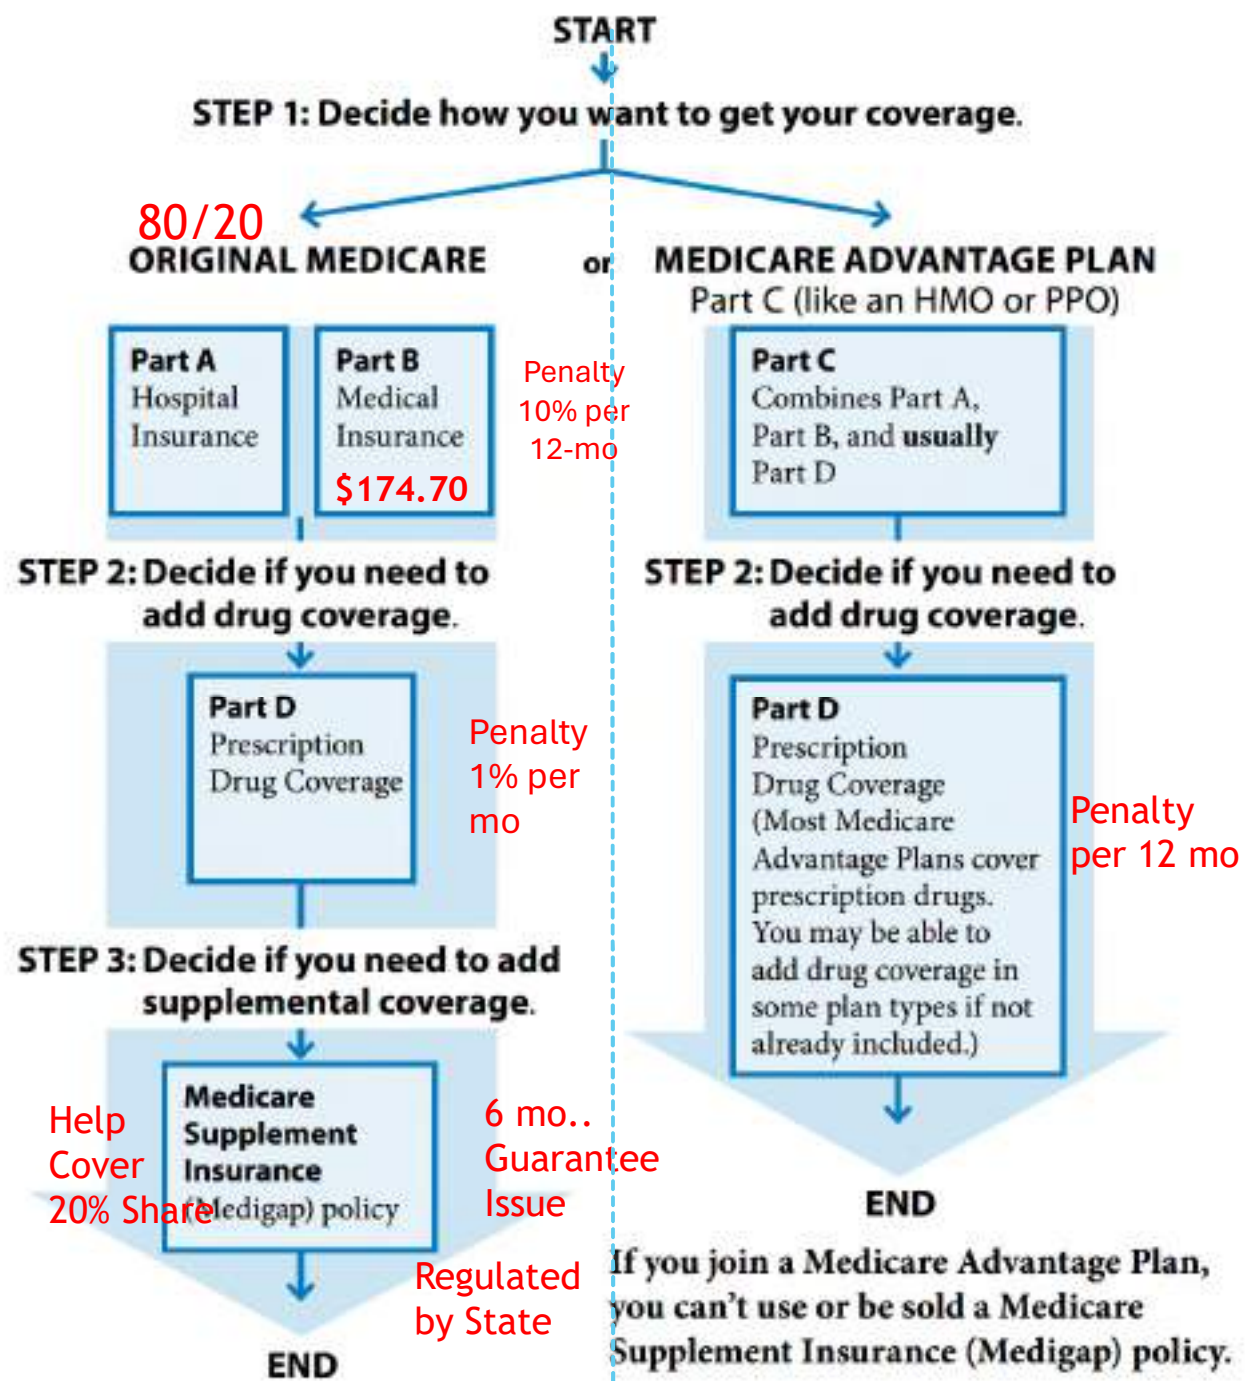 START
STEP 1: Decide how you want to get your coverage.
80/20
ORIGINAL MEDICARE
or
MEDICARE ADVANTAGE PLAN
Part C (like an HMO or PPO)
Part A
Hospital
Insurance
Part B
Medical
Insurance
$174.70
Penalty
10% per
12-mo
Part C
Combines Part A,
Part B, and usually
Part D
STEP 2: Decide if you need to
add drug coverage.
Part D
Prescription
Drug Coverage
Penalty
1% per
mo
STEP 3: Decide if you need to add
supplemental coverage.
Medicare
Supplement
Insurance
(Medigap) policy
Help
Cover
20% Share
6 mo..
Guarantee
Issue
Regulated
by State
END
STEP 2: Decide if you need to
add drug coverage.
Part D
Prescription
Drug Coverage
(Most Medicare
Advantage Plans cover
prescription drugs.
You may be able to
add drug coverage in
some plan types if not
already included.)
Penalty
per 12 mo
END
If you join a Medicare Advantage Plan,
you can't use or be sold a Medicare
Supplement Insurance (Medigap) policy.